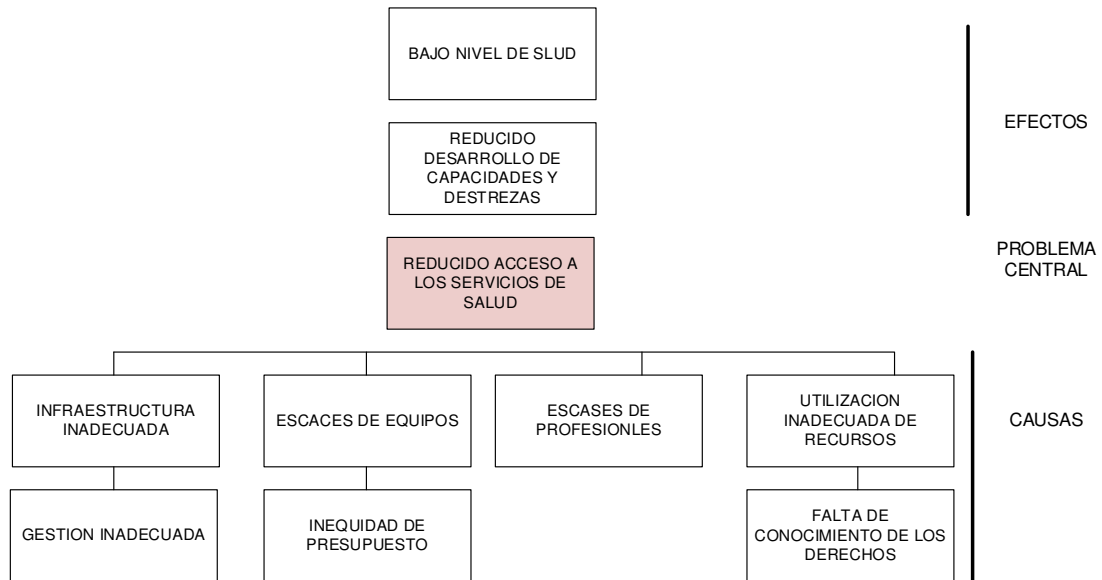 BAJO NIVEL DE SLUD
REDUCIDO
DESARROLLO DE
CAPACIDADES Y
DESTREZAS
EFECTOS
REDUCIDO ACCESO A
LOS SERVICIOS DE
SALUD
PROBLEMA
CENTRAL
INFRAESTRUCTURA
INADECUADA
ESCACES DE EQUIPOS
ESCASES DE
PROFESIONLES
UTILIZACION
INADECUADA DE
RECURSOS
CAUSAS
GESTION INADECUADA
INEQUIDAD DE
PRESUPUESTO
FALTA DE
CONOCIMIENTO DE LOS
DERECHOS